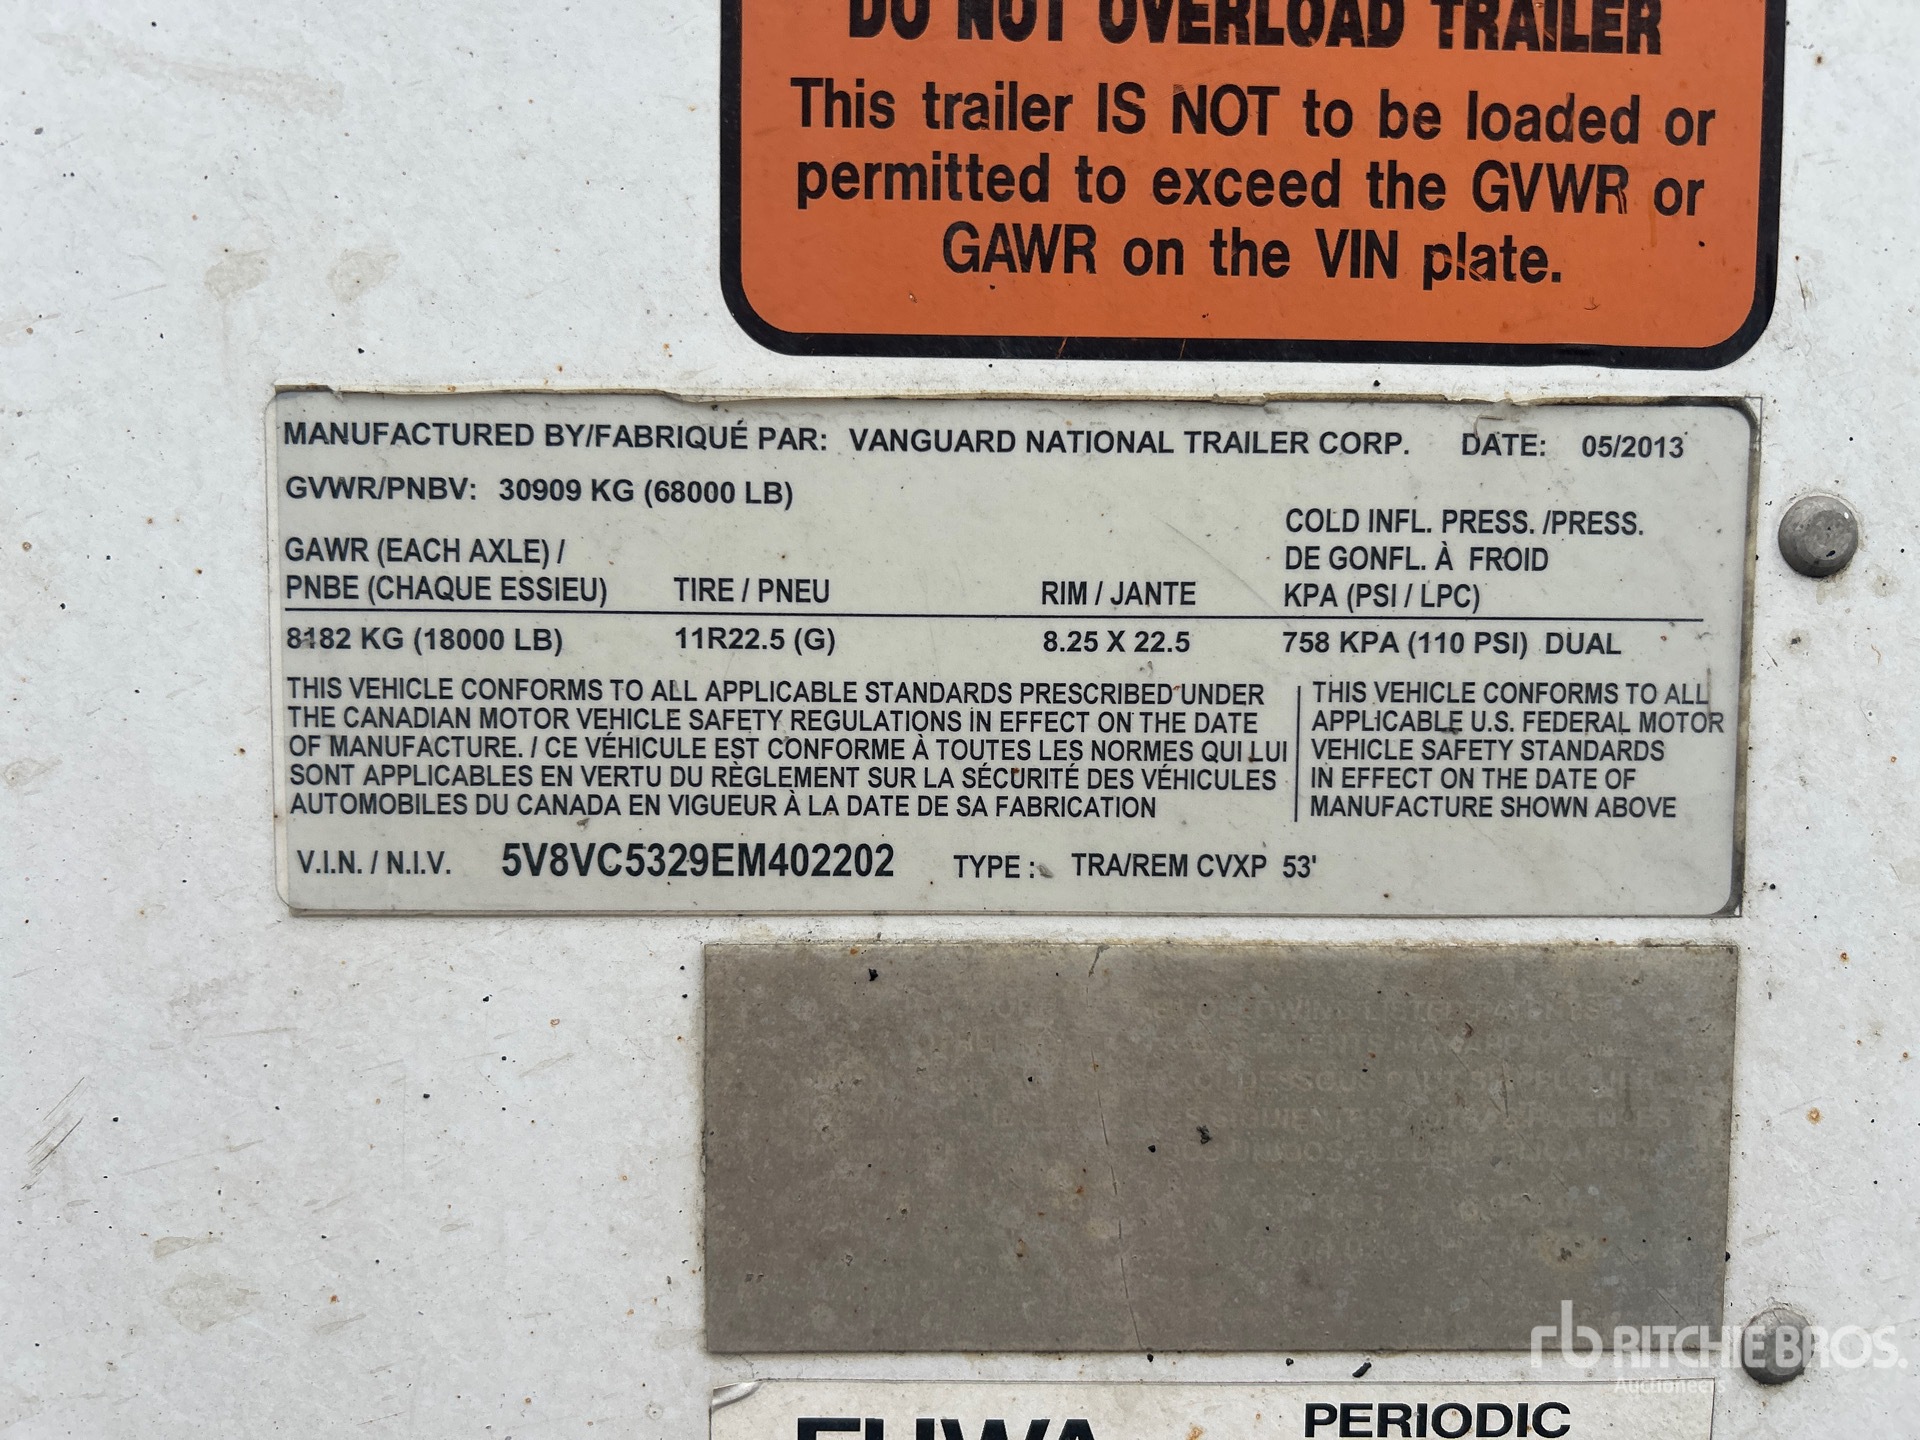 DO NOT OVERLOAD TRAILER
This trailer IS NOT to be loaded or
permitted to exceed the GVWR or
GAWR on the VIN plate.
MANUFACTURED BY/FABRIQUÉ PAR: VANGUARD NATIONAL TRAILER CORP. DATE: 05/2013
GVWR/PNBV: 30909 KG (68000 LB)
GAWR (EACH AXLE) /
PNBE (CHAQUE ESSIEU) TIRE / PNEU RIM / JANTE
COLD INFL. PRESS. /PRESS.
DE GONFL. À FROID
KPA (PSI / LPC)
8182 KG (18000 LB) 11R22.5 (G) 8.25 X 22.5 758 KPA (110 PSI) DUAL
THIS VEHICLE CONFORMS TO ALL APPLICABLE STANDARDS PRESCRIBED UNDER
THE CANADIAN MOTOR VEHICLE SAFETY REGULATIONS IN EFFECT ON THE DATE
OF MANUFACTURE. / CE VÉHICULE EST CONFORME À TOUTES LES NORMES QUI LUI
SONT APPLICABLES EN VERTU DU RÈGLEMENT SUR LA SÉCURITÉ DES VÉHICULES
AUTOMOBILES DU CANADA EN VIGUEUR À LA DATE DE SA FABRICATION
THIS VEHICLE CONFORMS TO ALL
APPLICABLE U.S. FEDERAL MOTOR
VEHICLE SAFETY STANDARDS
IN EFFECT ON THE DATE OF
MANUFACTURE SHOWN ABOVE
V.I.N. / N.I.V. 5V8VC5329EM402202 TYPE : TRA/REM CVXP 53'
rb RITCHIE BROS.
Auctioneers
FUWA
PERIODIC